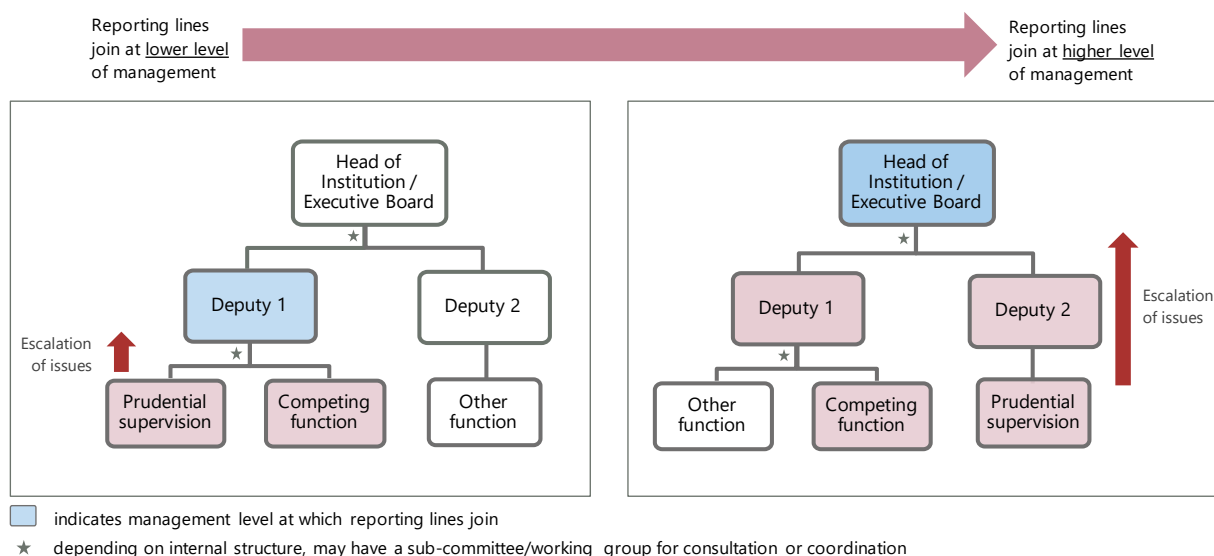 Reporting lines
join at lower level
of management
Reporting lines
join at higher level
of management
Head of
Institution /
Executive Board
Deputy 1
Deputy 2
Escalation
of issues
Prudential
supervision
Competing
function
Other
function
Head of
Institution /
Executive Board
Deputy 1
Deputy 2
Escalation
of issues
Other
function
Competing
function
Prudential
supervision
indicates management level at which reporting lines join
★ depending on internal structure, may have a sub-committee/working group for consultation or coordination